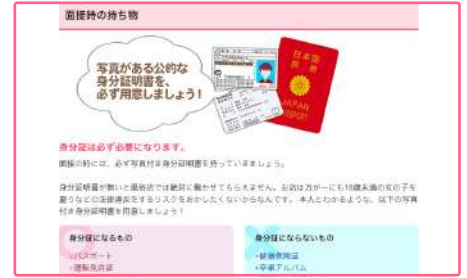 面接時の持ち物
写真がある公的な
身分証明書を、
必ず用意しましょう!
日本国
旅券
JAPAN
PASSPORT
身分証は必ず必要になります。
面接の時には、必ず写真付き身分証明書を持っていきましょう。
身分証明書が無いと風俗店では絶対に働かせてもらえません。お店は万が一にも18歳未満の女の子を
雇うなどの法律違反をするリスクをおかしたくないからなんです。 本人とわかるような、以下の写真
付き身分証明書を用意しましょう!
身分証になるもの
・パスポート
・運転免許証
身分証にならないもの
・健康保険証
・卒業アルバム